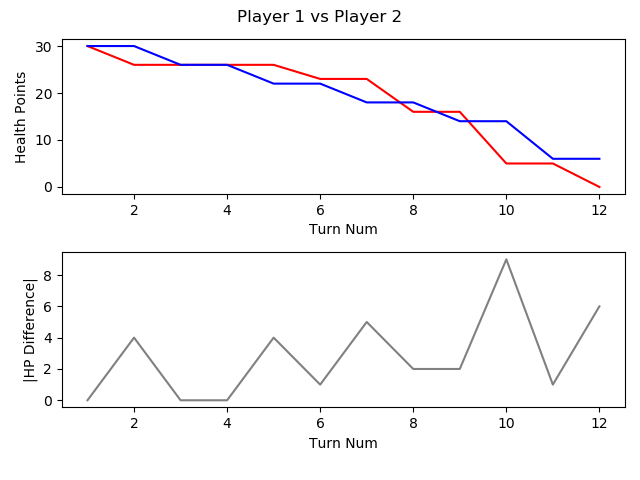 Player 1 vs Player 2
30
20
10
0
Health Points
2 4 6 8 10 12
Turn Num
8
6
4
2
0
|HP Difference|
2 4 6 8 10 12
Turn Num